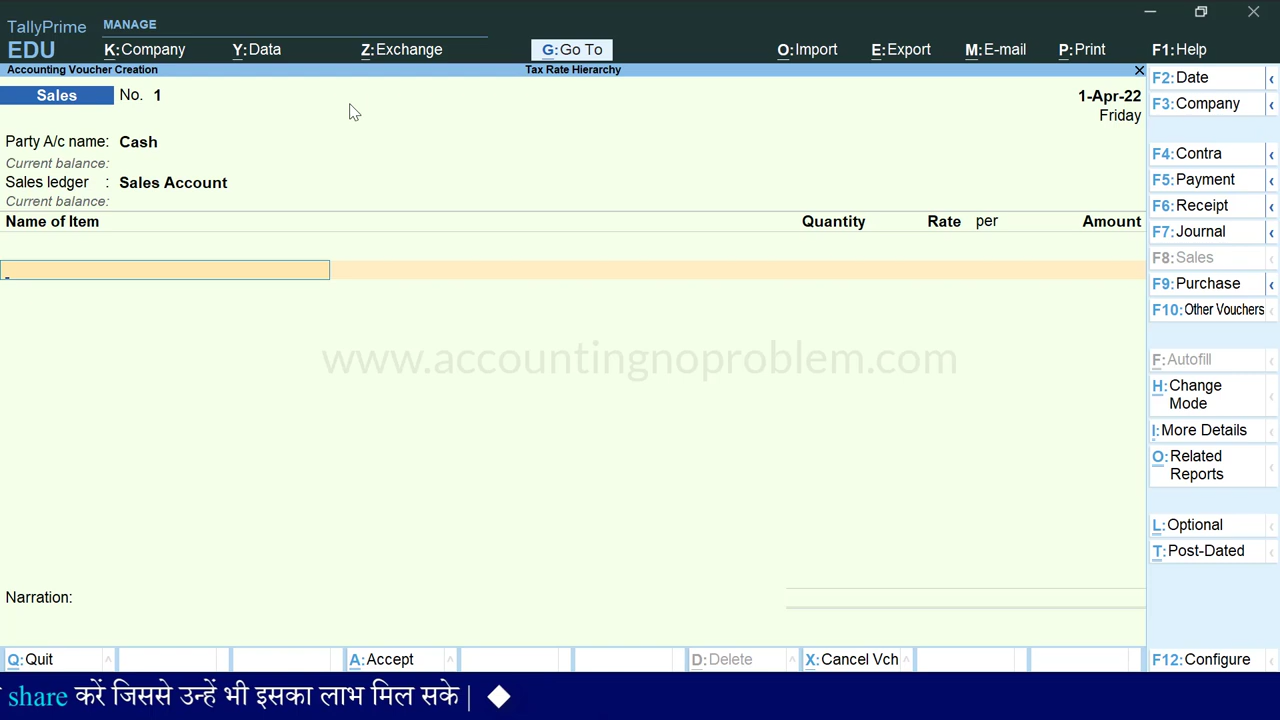 TallyPrime
EDU
MANAGE
K:Company Y:Data Z:Exchange G:Go To O:Import E:Export M:E-mail P:Print F1:Help
Accounting Voucher Creation Tax Rate Hierarchy
Sales No. 1 1-Apr-22
Friday
Party A/c name: Cash
Current balance:
Sales ledger : Sales Account
Current balance:
Name of Item Quantity Rate per Amount
www.accountingnoproblem.com
Narration:
F2:Date
F3:Company
F4:Contra
F5:Payment
F6:Receipt
F7:Journal
F8:Sales
F9:Purchase
F10:Other Vouchers
F:Autofill
H:Change
Mode
I:More Details
O:Related
Reports
L:Optional
T:Post-Dated
Q:Quit A:Accept D:Delete X:Cancel Vch F12:Configure
share करें जिससे उन्हें भी इसका लाभ मिल सके |